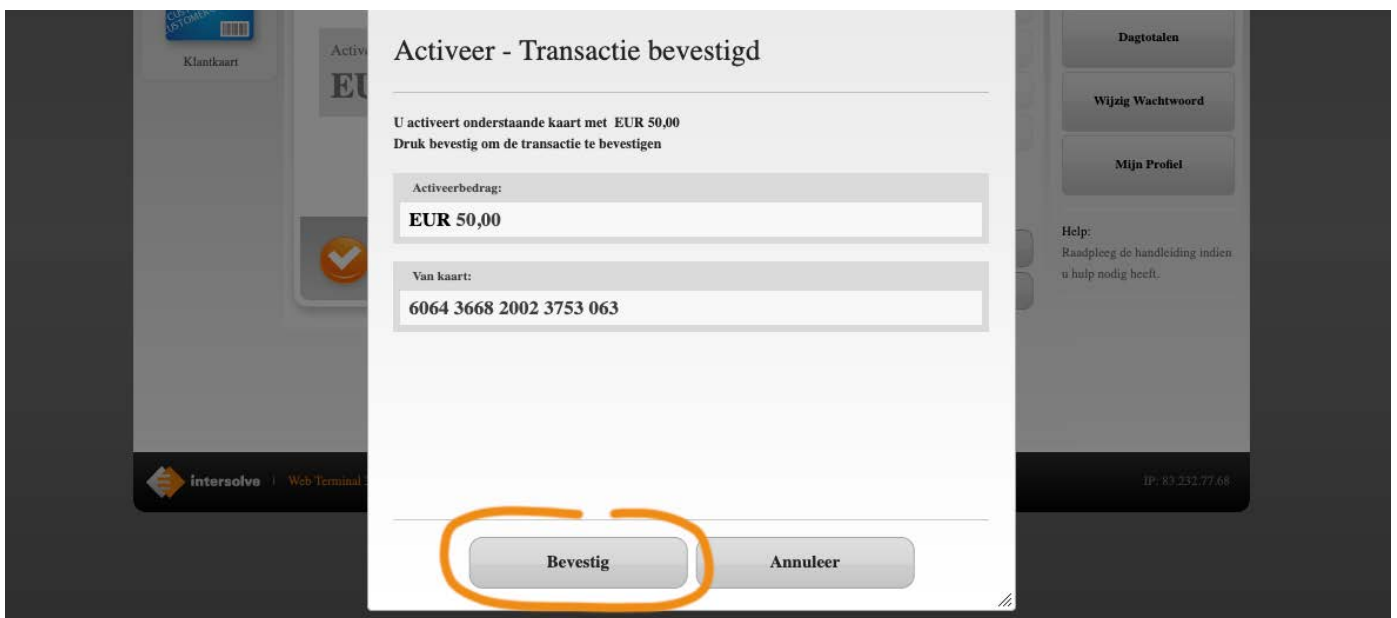 CUSTOMERS
Klantkaart
Activeer - Transactie bevestigd
U activeert onderstaande kaart met EUR 50,00
Druk bevestig om de transactie te bevestigen
Activeerbedrag:
EUR 50,00
Van kaart:
6064 3668 2002 3753 063
Bevestig
Annuleer
Dagtotalen
Wijzig Wachtwoord
Mijn Profiel
Help:
Raadpleeg de handleiding indien
u hulp nodig heeft.
intersolve | Web Terminal
IP: 83.232.77.68